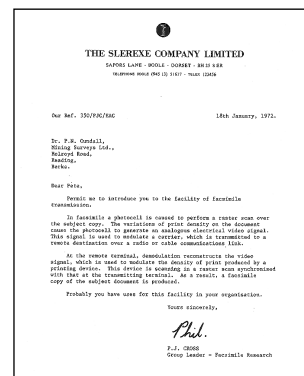 THE SLEREXE COMPANY LIMITED
SAPORS LANE - BOOLE - DORSET - BH 25 8 ER
TELEPHONE BOOLE (945 13) 51617 - TELEX 123456
Our Ref. 350/PJC/EAC
18th January, 1972.
Dr. P.N. Cundall,
Mining Surveys Ltd.,
Holroyd Road,
Reading,
Berks.
Dear Pete,
Permit me to introduce you to the facility of facsimile
transmission.
In facsimile a photocell is caused to perform a raster scan over
the subject copy. The variations of print density on the document
cause the photocell to generate an analogous electrical video signal.
This signal is used to modulate a carrier, which is transmitted to a
remote destination over a radio or cable communications link.
At the remote terminal, demodulation reconstructs the video
signal, which is used to modulate the density of print produced by a
printing device. This device is scanning in a raster scan synchronised
with that at the transmitting terminal. As a result, a facsimile
copy of the subject document is produced.
Probably you have uses for this facility in your organisation.
Yours sincerely,
Phil.
P.J. CROSS
Group Leader - Facsimile Research